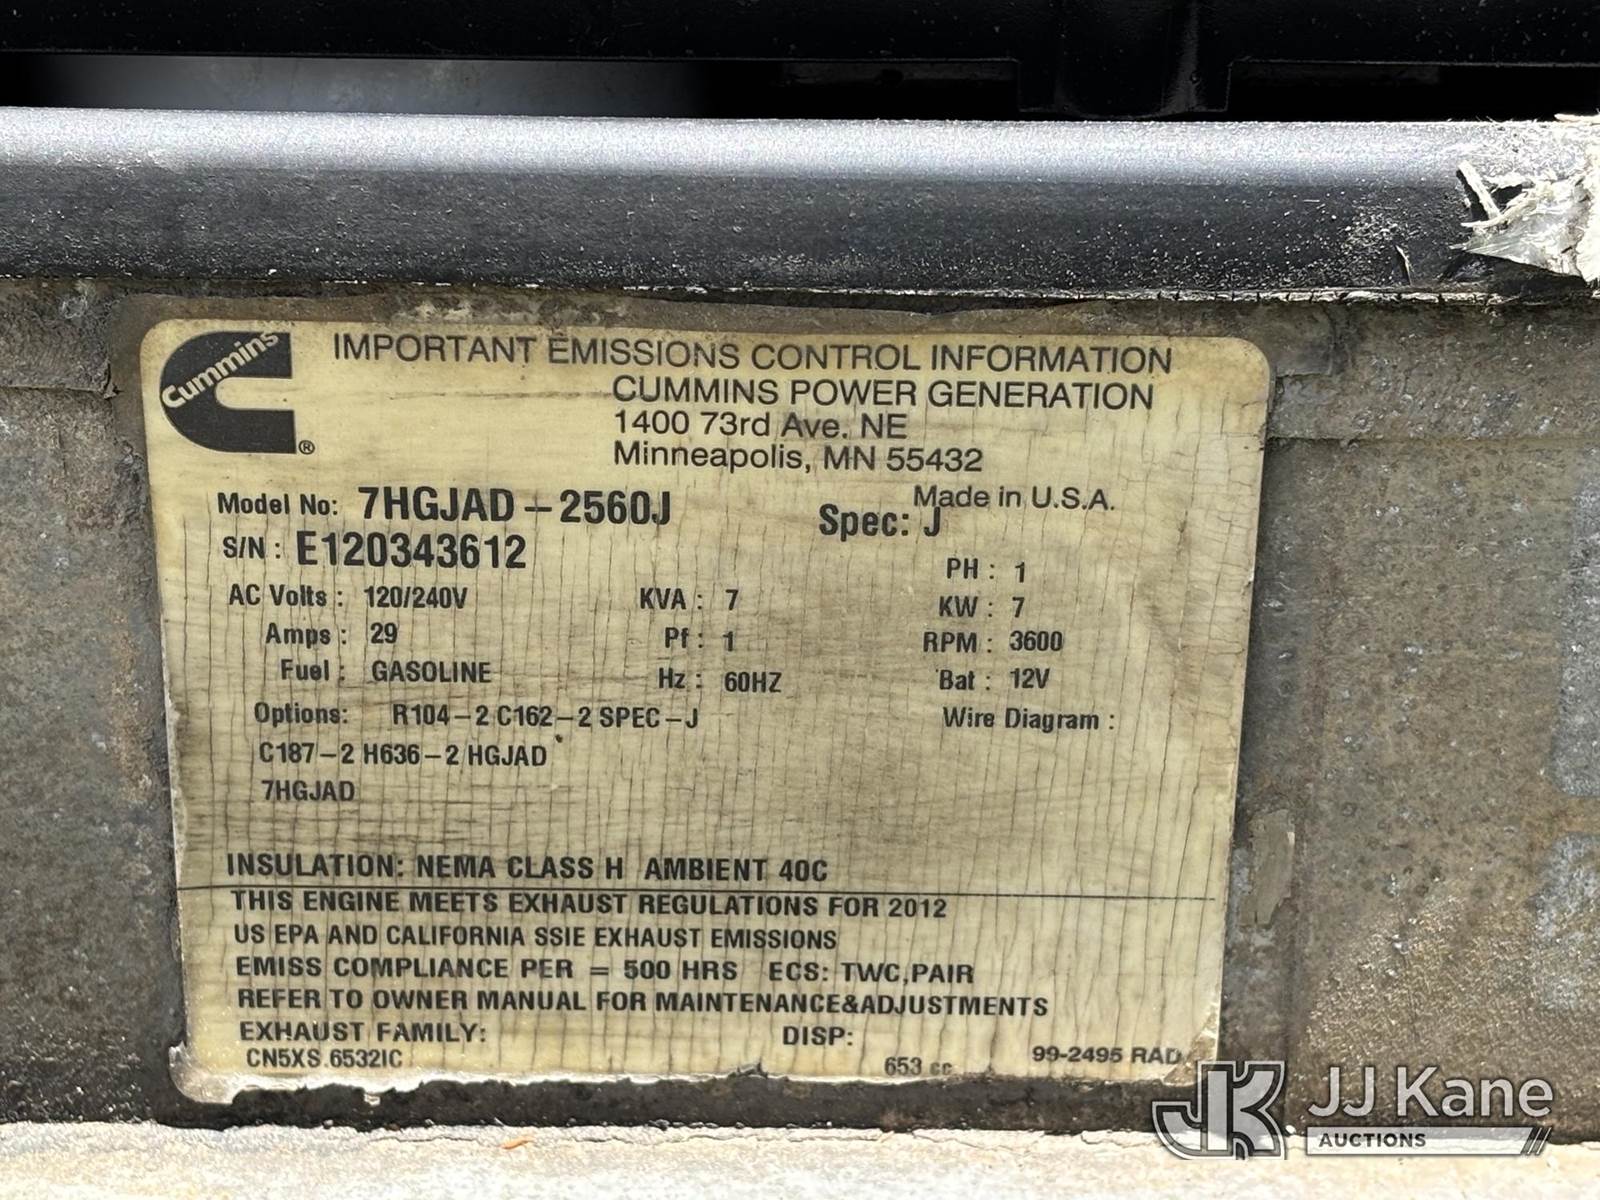 Cummins ®
IMPORTANT EMISSIONS CONTROL INFORMATION
CUMMINS POWER GENERATION
1400 73rd Ave. NE
Minneapolis, MN 55432
Made in U.S.A.
Model No: 7HGJAD-2560J Spec: J
S/N: E120343612 PH: 1
AC Volts: 120/240V KVA: 7 KW: 7
Amps: 29 Pf: 1 RPM: 3600
Fuel: GASOLINE Hz: 60HZ Bat: 12V
Options: R104-2 C162-2 SPEC-J Wire Diagram:
C187-2 H636-2 HGJAD
7HGJAD
INSULATION: NEMA CLASS H AMBIENT 40C
THIS ENGINE MEETS EXHAUST REGULATIONS FOR 2012
US EPA AND CALIFORNIA SSIE EXHAUST EMISSIONS
EMISS COMPLIANCE PER = 500 HRS ECS: TWC,PAIR
REFER TO OWNER MANUAL FOR MAINTENANCE&ADJUSTMENTS
EXHAUST FAMILY: DISP:
CN5XS.6532IC 653 cc 99-2495 RAD
JK JJ Kane
AUCTIONS